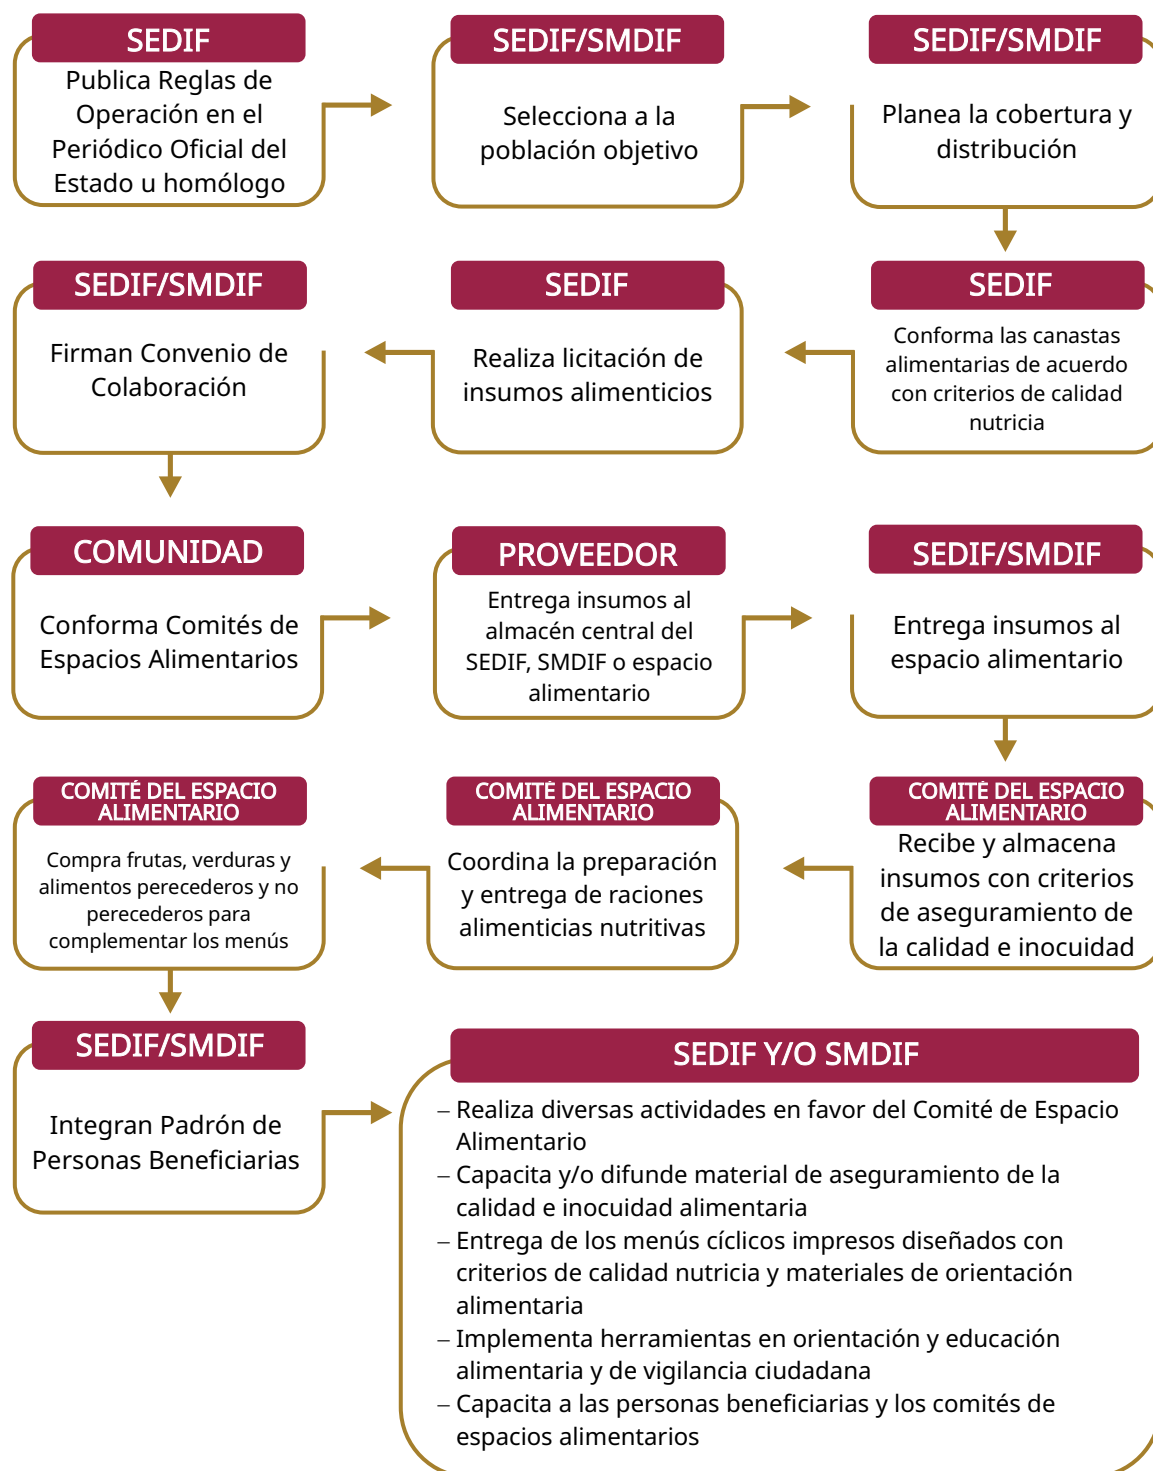 SEDIF
Publica Reglas de
Operación en el
Periódico Oficial del
Estado u homólogo
SEDIF/SMDIF
Selecciona a la
población objetivo
SEDIF/SMDIF
Planea la cobertura y
distribución
SEDIF
Conforma las canastas
alimentarias de acuerdo
con criterios de calidad
nutricia
SEDIF
Realiza licitación de
insumos alimenticios
SEDIF/SMDIF
Firman Convenio de
Colaboración
COMUNIDAD
Conforma Comités de
Espacios Alimentarios
PROVEEDOR
Entrega insumos al
almacén central del
SEDIF, SMDIF o espacio
alimentario
SEDIF/SMDIF
Entrega insumos al
espacio alimentario
COMITÉ DEL ESPACIO
ALIMENTARIO
Recibe y almacena
insumos con criterios
de aseguramiento de
la calidad e inocuidad
COMITÉ DEL ESPACIO
ALIMENTARIO
Coordina la preparación
y entrega de raciones
alimenticias nutritivas
COMITÉ DEL ESPACIO
ALIMENTARIO
Compra frutas, verduras y
alimentos perecederos y no
perecederos para
complementar los menús
SEDIF/SMDIF
Integran Padrón de
Personas Beneficiarias
SEDIF Y/O SMDIF
– Realiza diversas actividades en favor del Comité de Espacio
Alimentario
– Capacita y/o difunde material de aseguramiento de la
calidad e inocuidad alimentaria
– Entrega de los menús cíclicos impresos diseñados con
criterios de calidad nutricia y materiales de orientación
alimentaria
– Implementa herramientas en orientación y educación
alimentaria y de vigilancia ciudadana
– Capacita a las personas beneficiarias y los comités de
espacios alimentarios